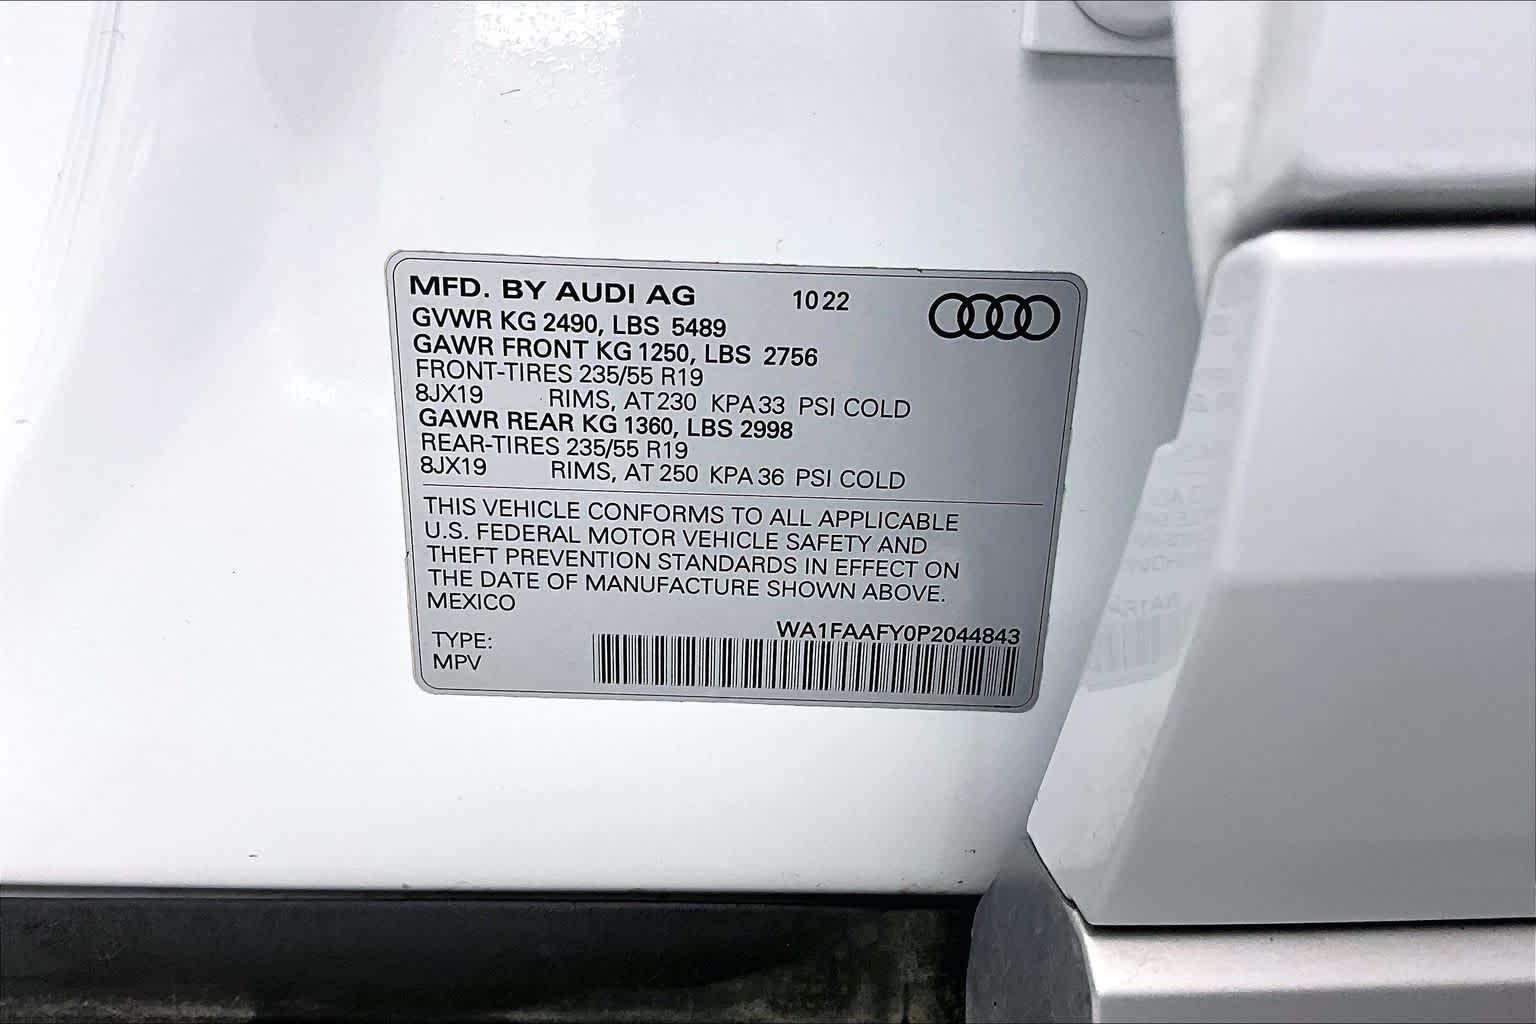 MFD. BY AUDI AG 10 22
GVWR KG 2490, LBS 5489
GAWR FRONT KG 1250, LBS 2756
FRONT-TIRES 235/55 R19
8JX19 RIMS, AT 230 KPA 33 PSI COLD
GAWR REAR KG 1360, LBS 2998
REAR-TIRES 235/55 R19
8JX19 RIMS, AT 250 KPA 36 PSI COLD
THIS VEHICLE CONFORMS TO ALL APPLICABLE
U.S. FEDERAL MOTOR VEHICLE SAFETY AND
THEFT PREVENTION STANDARDS IN EFFECT ON
THE DATE OF MANUFACTURE SHOWN ABOVE.
MEXICO
WA1FAAFY0P2044843
TYPE:
MPV